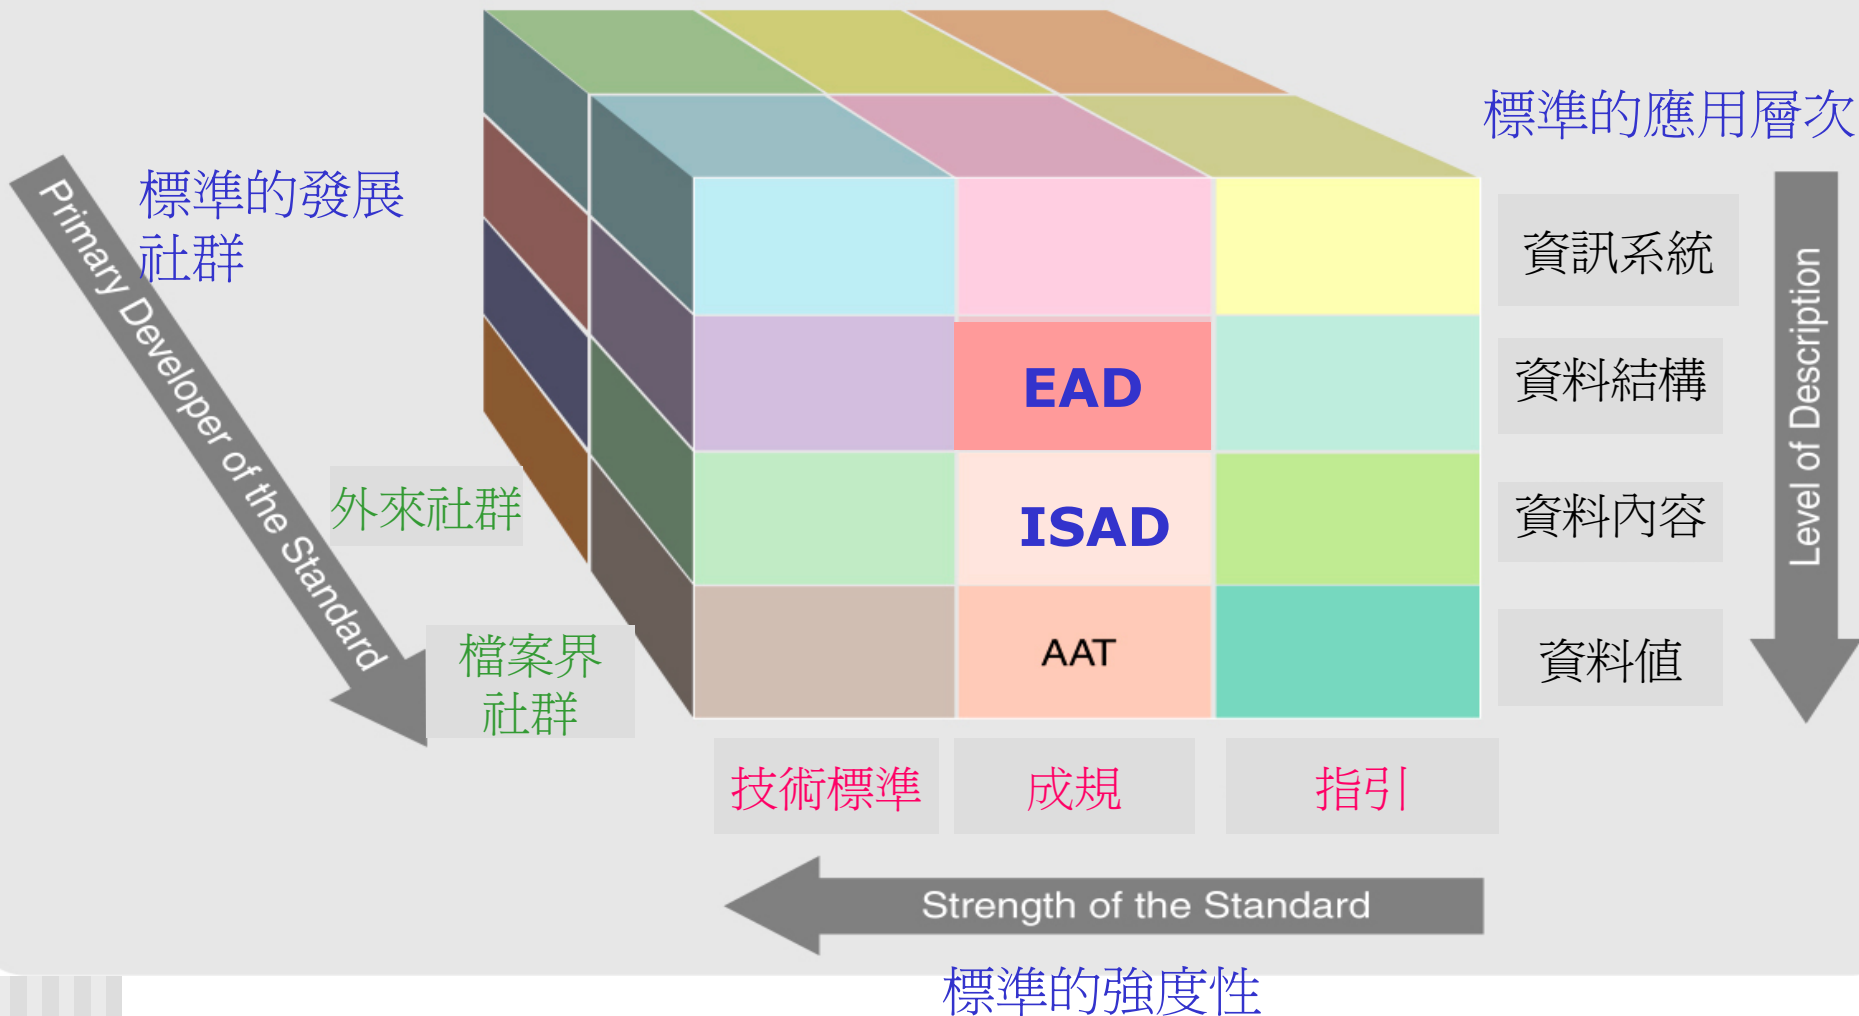 標準的應用層次
標準的發展
社群
Primary Developer of the Standard
資訊系統
Level of Description
EAD
資料結構
外來社群
ISAD
資料內容
檔案界
社群
AAT
資料值
技術標準
成規
指引
Strength of the Standard
標準的強度性